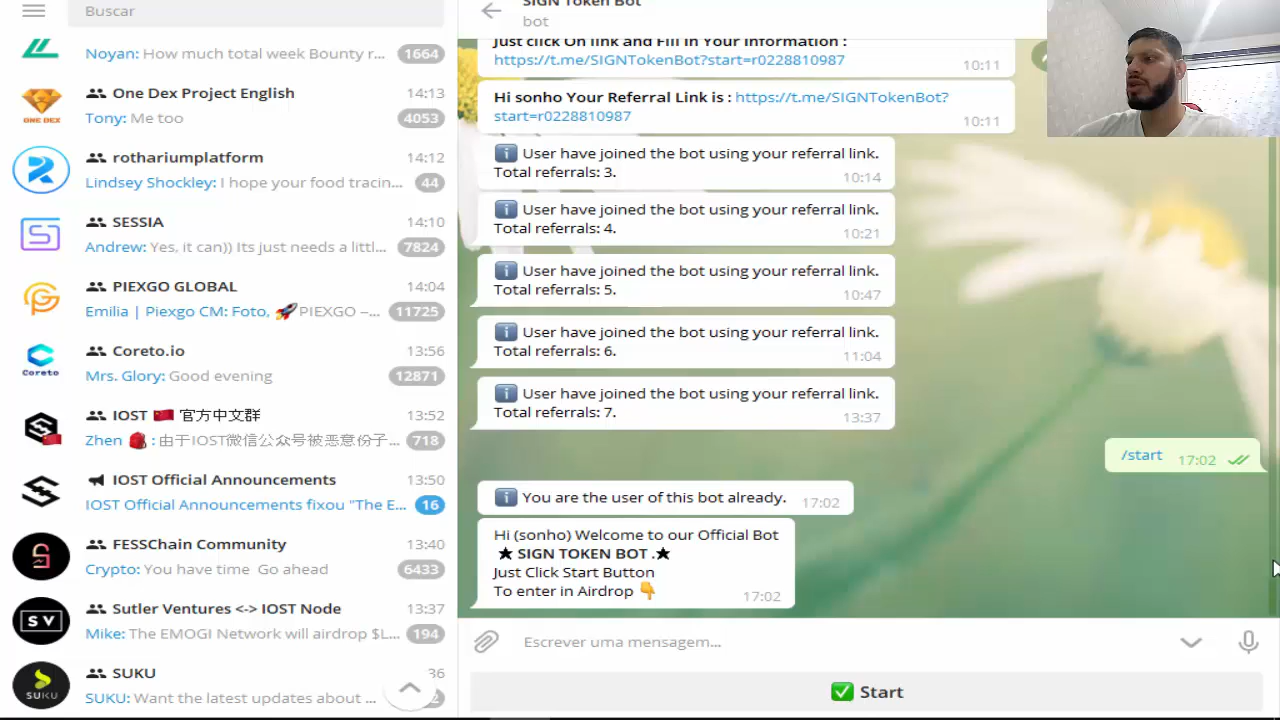 Buscar
Noyan: How much total week Bounty r...
1664
One Dex Project English
14:13
ONE DEX
Tony: Me too
4053
rothariumplatform
14:12
Lindsey Shockley: I hope your food tracin...
44
SESSIA
14:10
Andrew: Yes, it can)) Its just needs a littl...
7824
PIEXGO GLOBAL
14:04
Emilia | Piexgo CM: Foto, 🚀PIEXGO –...
11725
Coreto.io
13:56
Coreto
Mrs. Glory: Good evening
12871
IOST 🇨🇳 官方中文群
13:52
Zhen 🎒 : 由于IOST微信公众号被恶意份子...
718
IOST Official Announcements
13:50
IOST Official Announcements fixou "The E...
16
FESSChain Community
13:40
Crypto: You have time Go ahead
6433
Sutler Ventures <-> IOST Node
13:37
SV
Mike: The EMOGI Network will airdrop $L...
194
SUKU
36
SUKU
SUKU: Want the latest updates about ...
SIGN Token Bot
bot
Just click On link and Fill In Your Information :
https://t.me/SIGNTokenBot?start=r0228810987
10:11
Hi sonho Your Referral Link is : https://t.me/SIGNTokenBot?
start=r0228810987
10:11
ℹ️ User have joined the bot using your referral link.
Total referrals: 3.
10:14
ℹ️ User have joined the bot using your referral link.
Total referrals: 4.
10:21
ℹ️ User have joined the bot using your referral link.
Total referrals: 5.
10:47
ℹ️ User have joined the bot using your referral link.
Total referrals: 6.
11:04
ℹ️ User have joined the bot using your referral link.
Total referrals: 7.
13:37
/start 17:02
ℹ️ You are the user of this bot already. 17:02
Hi (sonho) Welcome to our Official Bot
★ SIGN TOKEN BOT .★
Just Click Start Button
To enter in Airdrop 👇
17:02
Escrever uma mensagem...
✅ Start